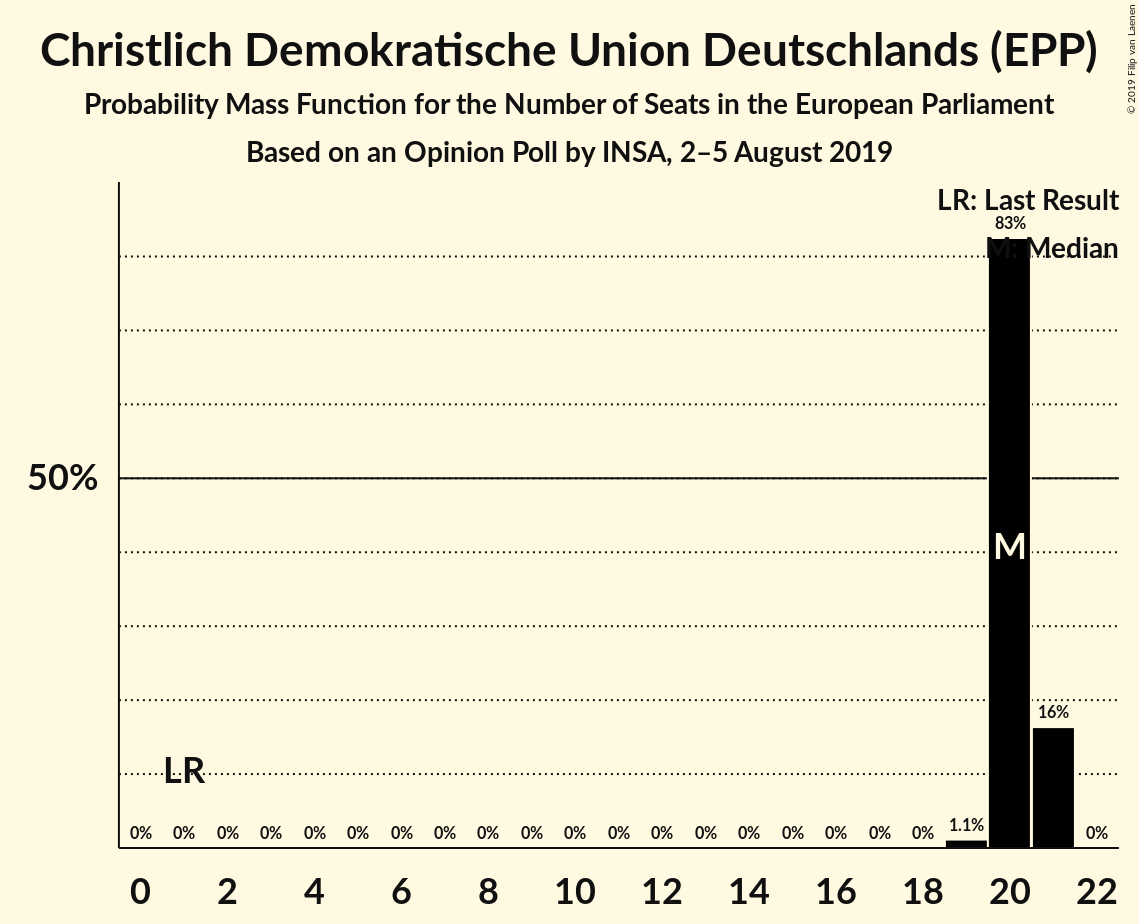 Christlich Demokratische Union Deutschlands (EPP)
Probability Mass Function for the Number of Seats in the European Parliament
Based on an Opinion Poll by INSA, 2–5 August 2019
© 2019 Filip van Laenen
LR: Last Result
83%
M: Median
50%
M
16%
LR
0% 0% 0% 0% 0% 0% 0% 0% 0% 0% 0% 0% 0% 0% 0% 0% 0% 0% 0% 1.1% 0%
0 2 4 6 8 10 12 14 16 18 20 22